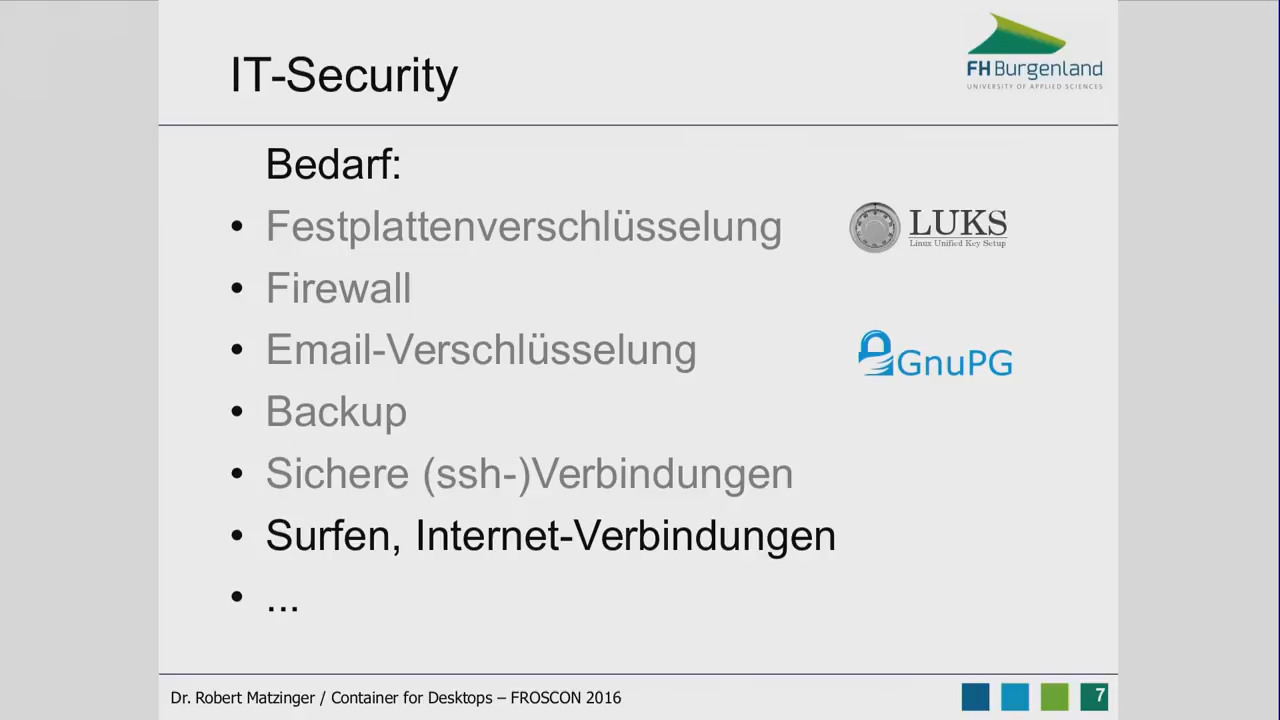 IT-Security
FH Burgenland
UNIVERSITY OF APPLIED SCIENCES
Bedarf:
• Festplattenverschlüsselung
LUKS
Linux Unified Key Setup
• Firewall
• Email-Verschlüsselung
GnuPG
• Backup
• Sichere (ssh-)Verbindungen
• Surfen, Internet-Verbindungen
• ...
Dr. Robert Matzinger / Container for Desktops – FROSCON 2016
7